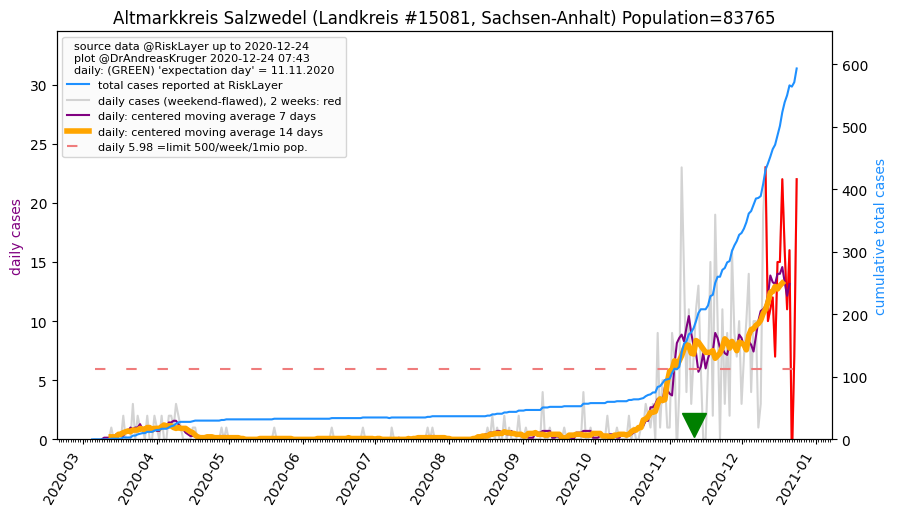 Altmarkkreis Salzwedel (Landkreis #15081, Sachsen-Anhalt) Population=83765
source data @RiskLayer up to 2020-12-24
plot @DrAndreasKruger 2020-12-24 07:43
daily: (GREEN) 'expectation day' = 11.11.2020
total cases reported at RiskLayer
daily cases (weekend-flawed), 2 weeks: red
daily: centered moving average 7 days
daily: centered moving average 14 days
daily 5.98 =limit 500/week/1mio pop.
daily cases
30
25
20
15
10
5
0
cumulative total cases
600
500
400
300
200
100
0
2020-03
2020-04
2020-05
2020-06
2020-07
2020-08
2020-09
2020-10
2020-11
2020-12
2021-01